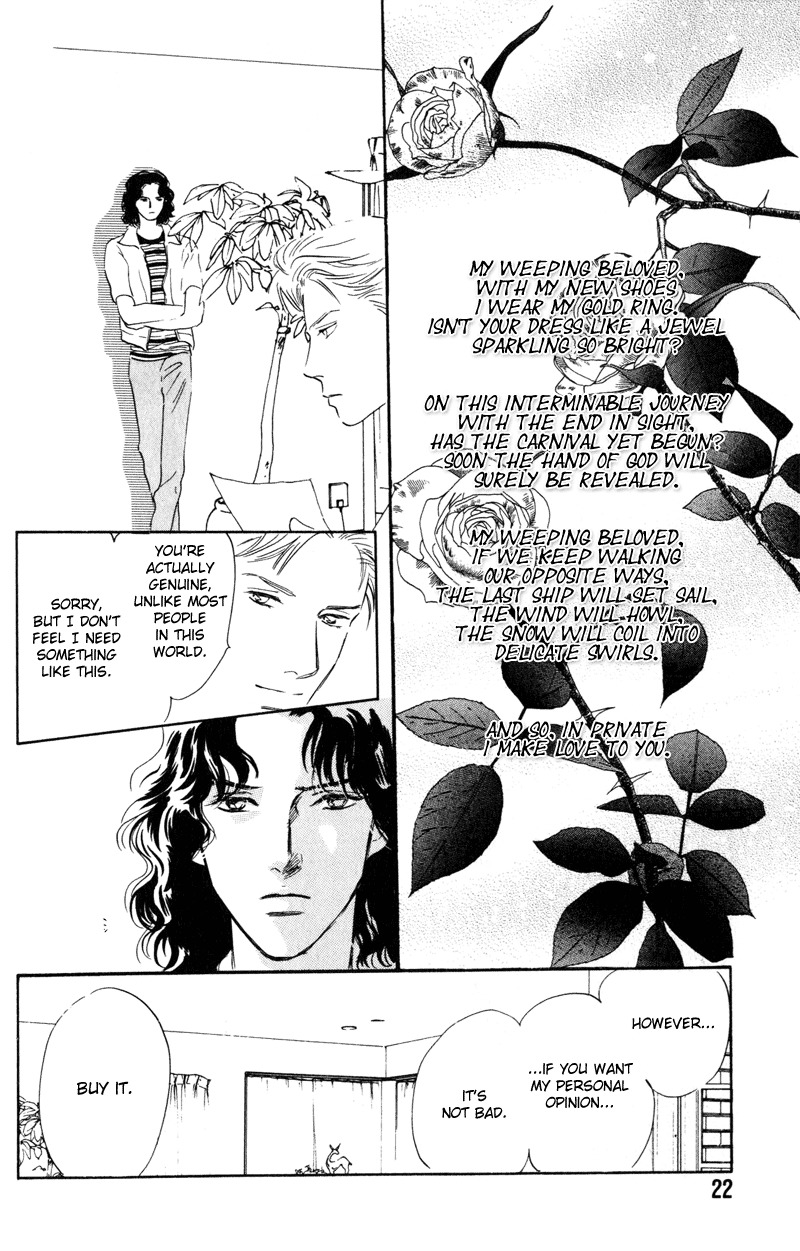 MY WEEPING BELOVED,
WITH MY NEW SHOES
I WEAR MY GOLD RING.
ISN'T YOUR DRESS LIKE A JEWEL
SPARKLING SO BRIGHT?
ON THIS INTERMINABLE JOURNEY
WITH THE END IN SIGHT,
HAS THE CARNIVAL YET BEGUN?
SOON THE HAND OF GOD WILL
SURELY BE REVEALED.
MY WEEPING BELOVED,
IF WE KEEP WALKING
OUR OPPOSITE WAYS,
THE LAST SHIP WILL SET SAIL,
THE WIND WILL HOWL,
THE SNOW WILL COIL INTO
DELICATE SWIRLS.
AND SO, IN PRIVATE
I MAKE LOVE TO YOU.
YOU'RE
ACTUALLY
GENUINE,
UNLIKE MOST
PEOPLE
IN THIS
WORLD.
SORRY,
BUT I DON'T
FEEL I NEED
SOMETHING
LIKE THIS.
HOWEVER...
...IF YOU WANT
MY PERSONAL
OPINION...
IT'S
NOT BAD.
BUY IT.
22